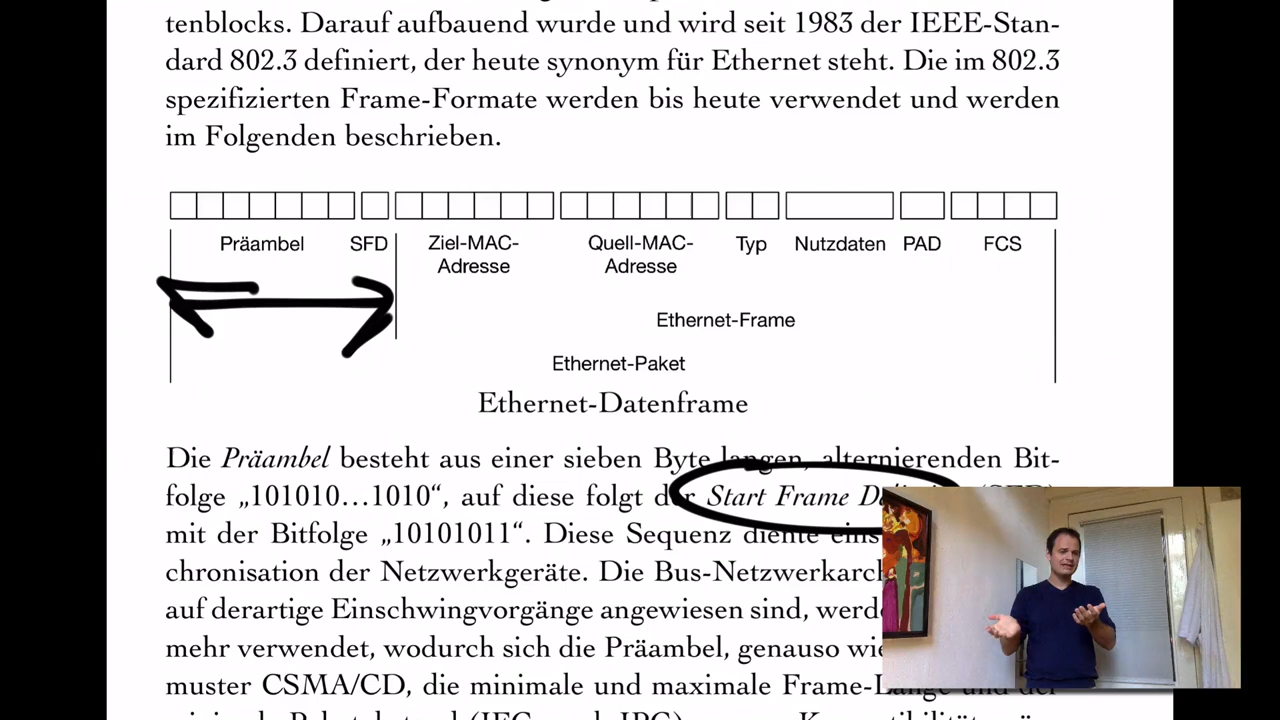 tenblocks. Darauf aufbauend wurde und wird seit 1983 der IEEE-Stan-
dard 802.3 definiert, der heute synonym für Ethernet steht. Die im 802.3
spezifizierten Frame-Formate werden bis heute verwendet und werden
im Folgenden beschrieben.
Präambel SFD Ziel-MAC-Adresse Quell-MAC-Adresse Typ Nutzdaten PAD FCS
Ethernet-Frame
Ethernet-Paket
Ethernet-Datenframe
Die Präambel besteht aus einer sieben Byte langen, alternierenden Bit-
folge „101010…1010“, auf diese folgt der Start Frame
mit der Bitfolge „10101011“. Diese Sequenz diente eins
chronisation der Netzwerkgeräte. Die Bus-Netzwerkarch
auf derartige Einschwingvorgänge angewiesen sind, werde
mehr verwendet, wodurch sich die Präambel, genauso wie
muster CSMA/CD, die minimale und maximale Frame-Länge und der